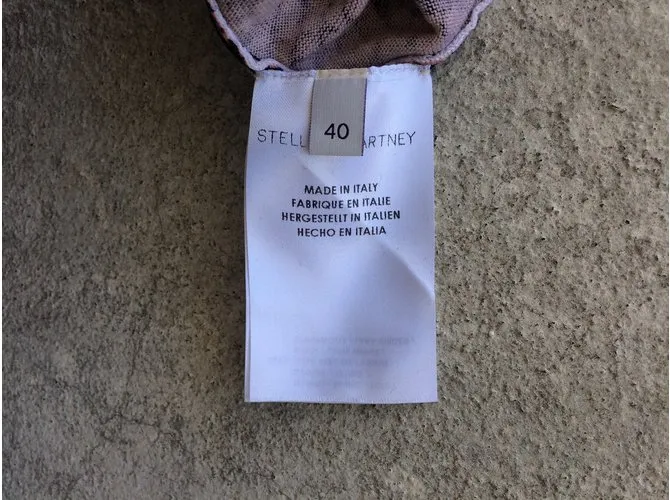 40
STELL ARTNEY
MADE IN ITALY
FABRIQUE EN ITALIE
HERGESTELLT IN ITALIEN
HECHO EN ITALIA